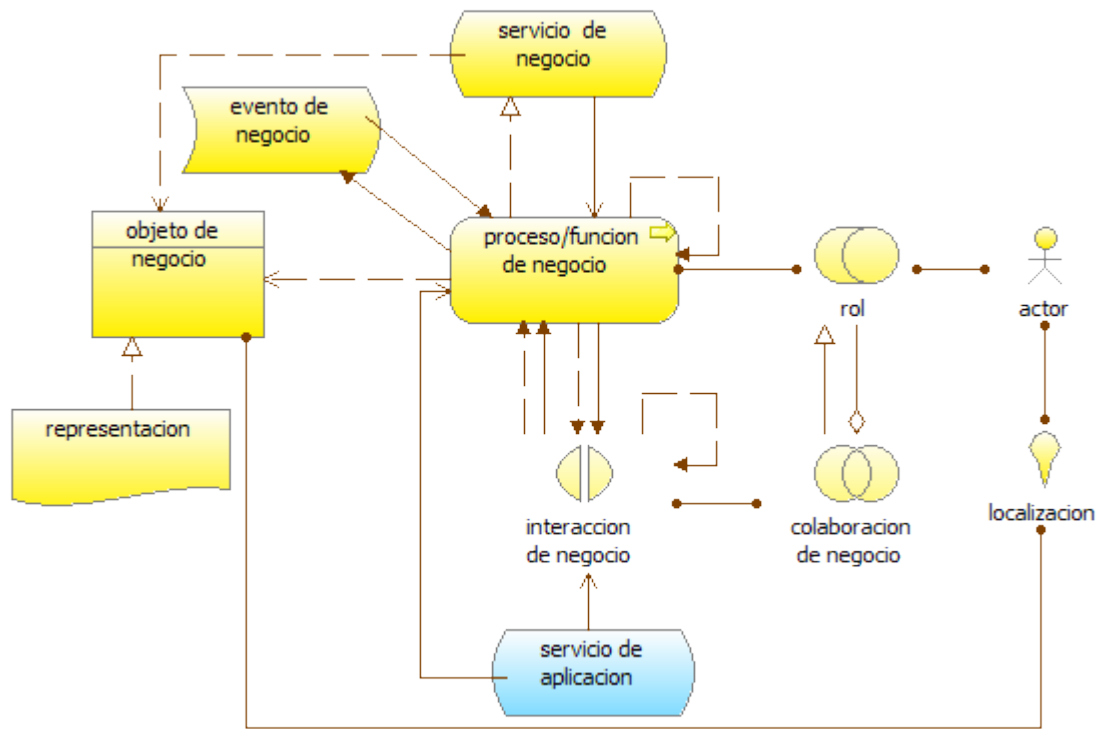 servicio  de
negocio
evento de
negocio
objeto de
negocio
proceso/funcion
de negocio
rol
actor
representacion
interaccion
de negocio
colaboracion
de negocio
localizacion
servicio de
aplicacion